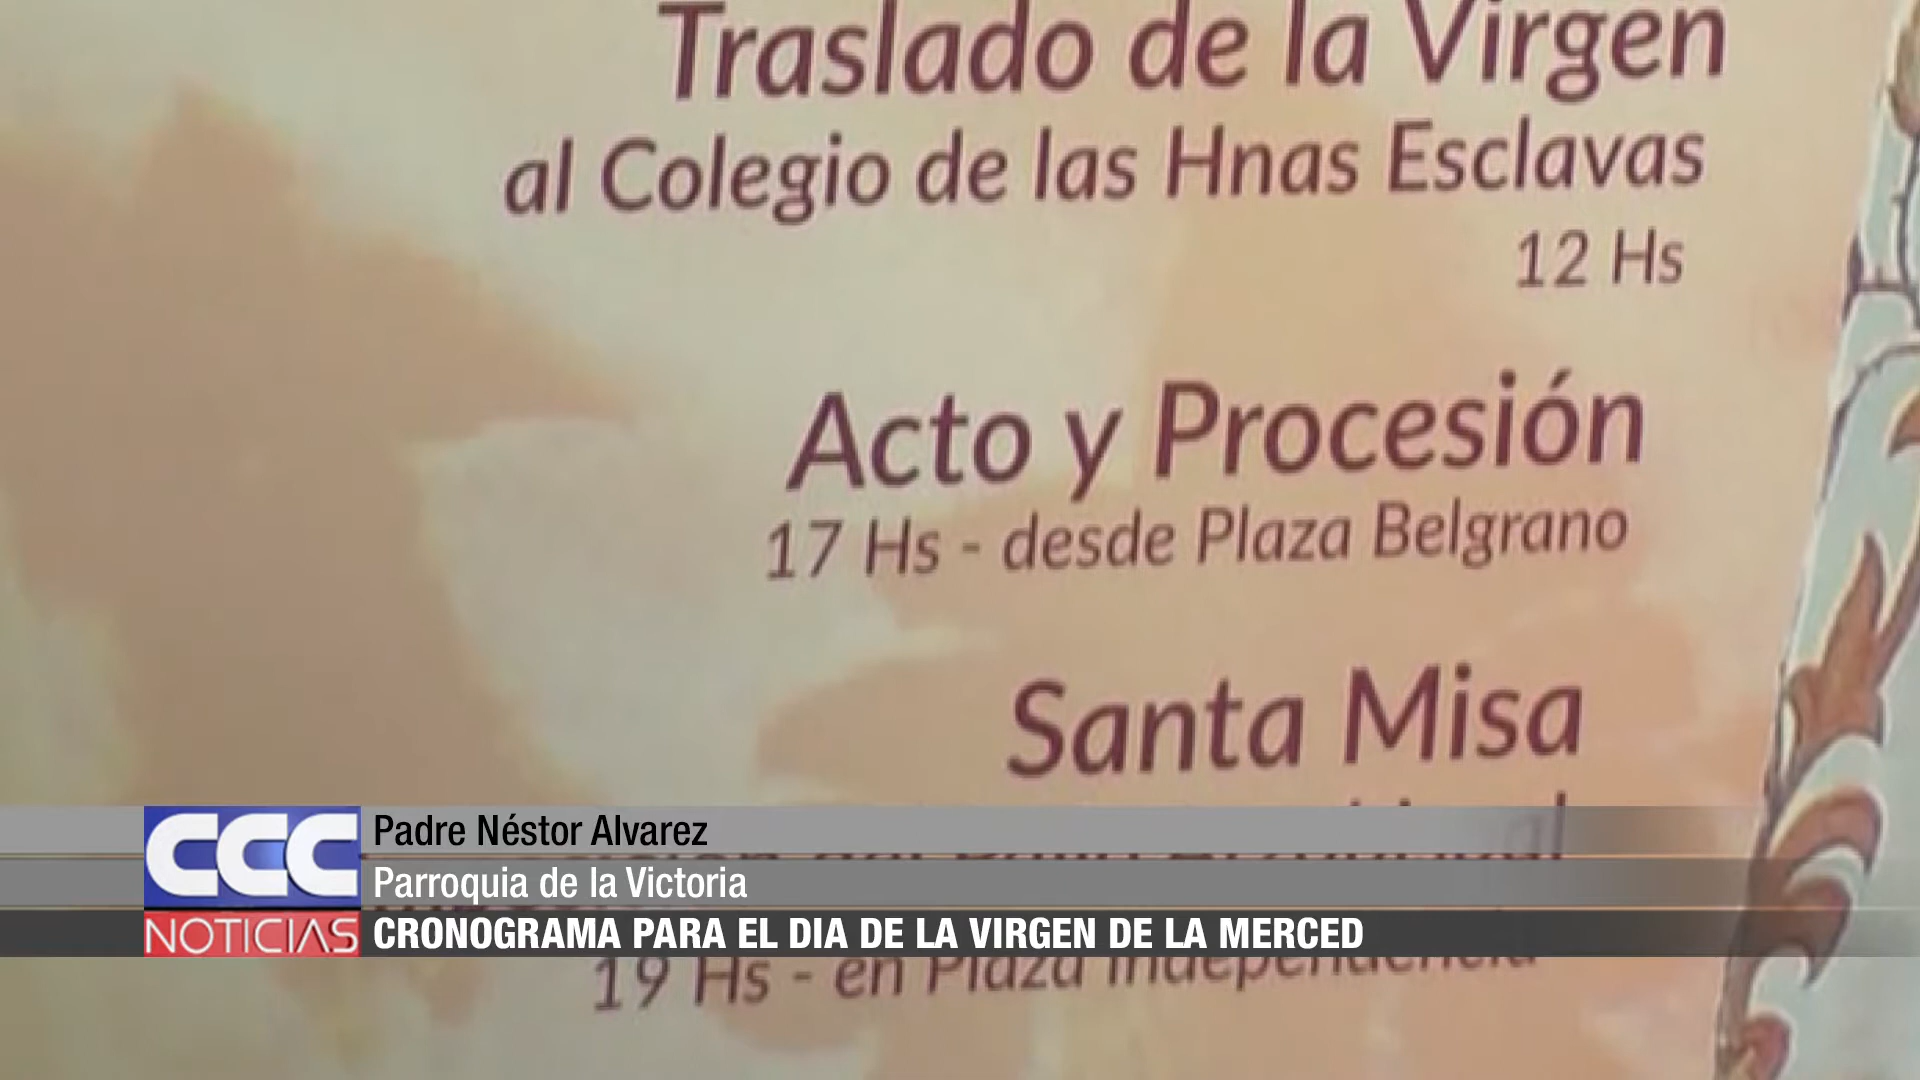 Traslado de la Virgen
al Colegio de las Hnas Esclavas
12 Hs
Acto y Procesión
17 Hs - desde Plaza Belgrano
Santa Misa
CCC
NOTICIAS
Padre Néstor Alvarez
Parroquia de la Victoria
CRONOGRAMA PARA EL DIA DE LA VIRGEN DE LA MERCED
19 Hs - en Plaza Independencia